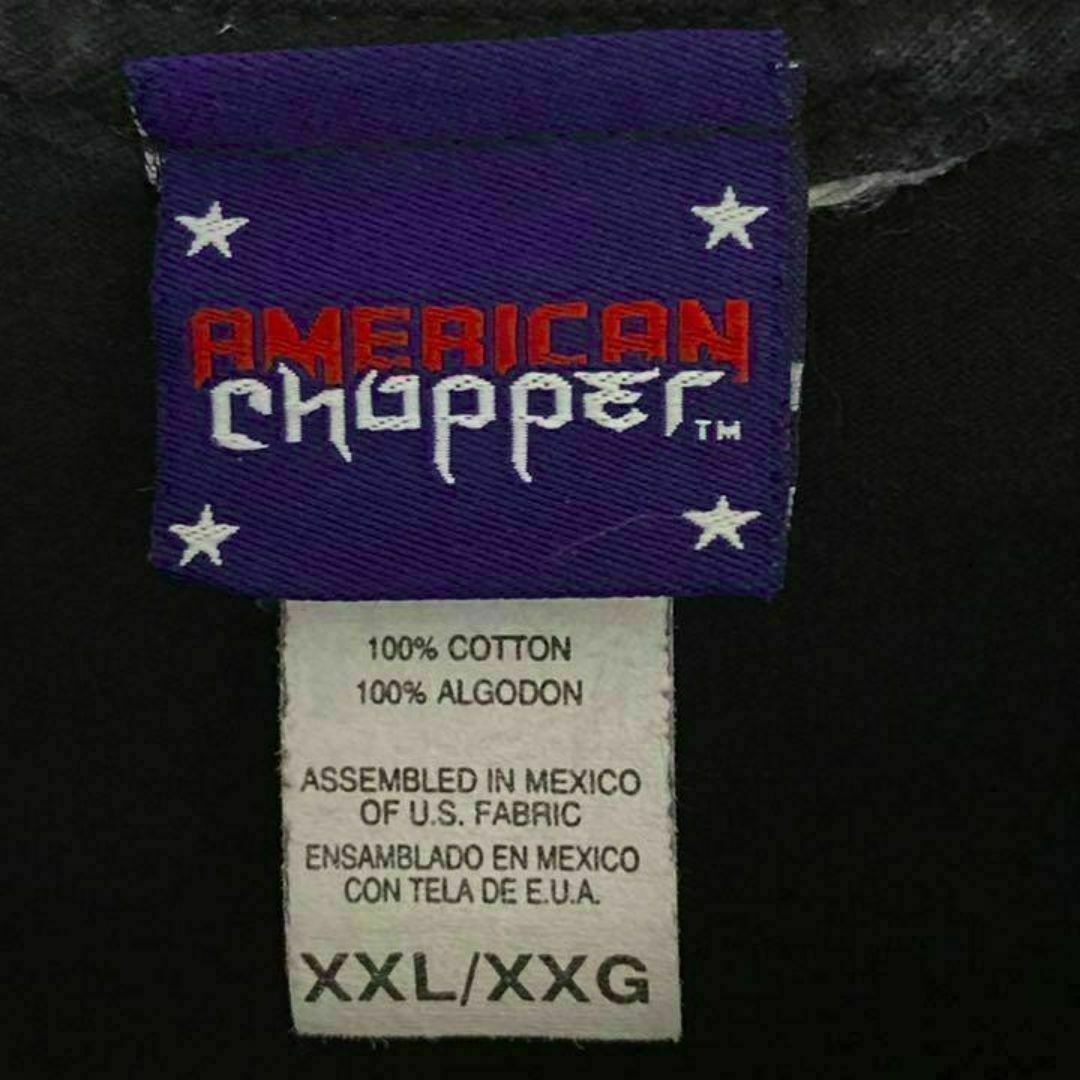 AMERICAN
chopper™
100% COTTON
100% ALGODON
ASSEMBLED IN MEXICO
OF U.S. FABRIC
ENSAMBLADO EN MEXICO
CON TELA DE E.U.A.
XXL/XXG